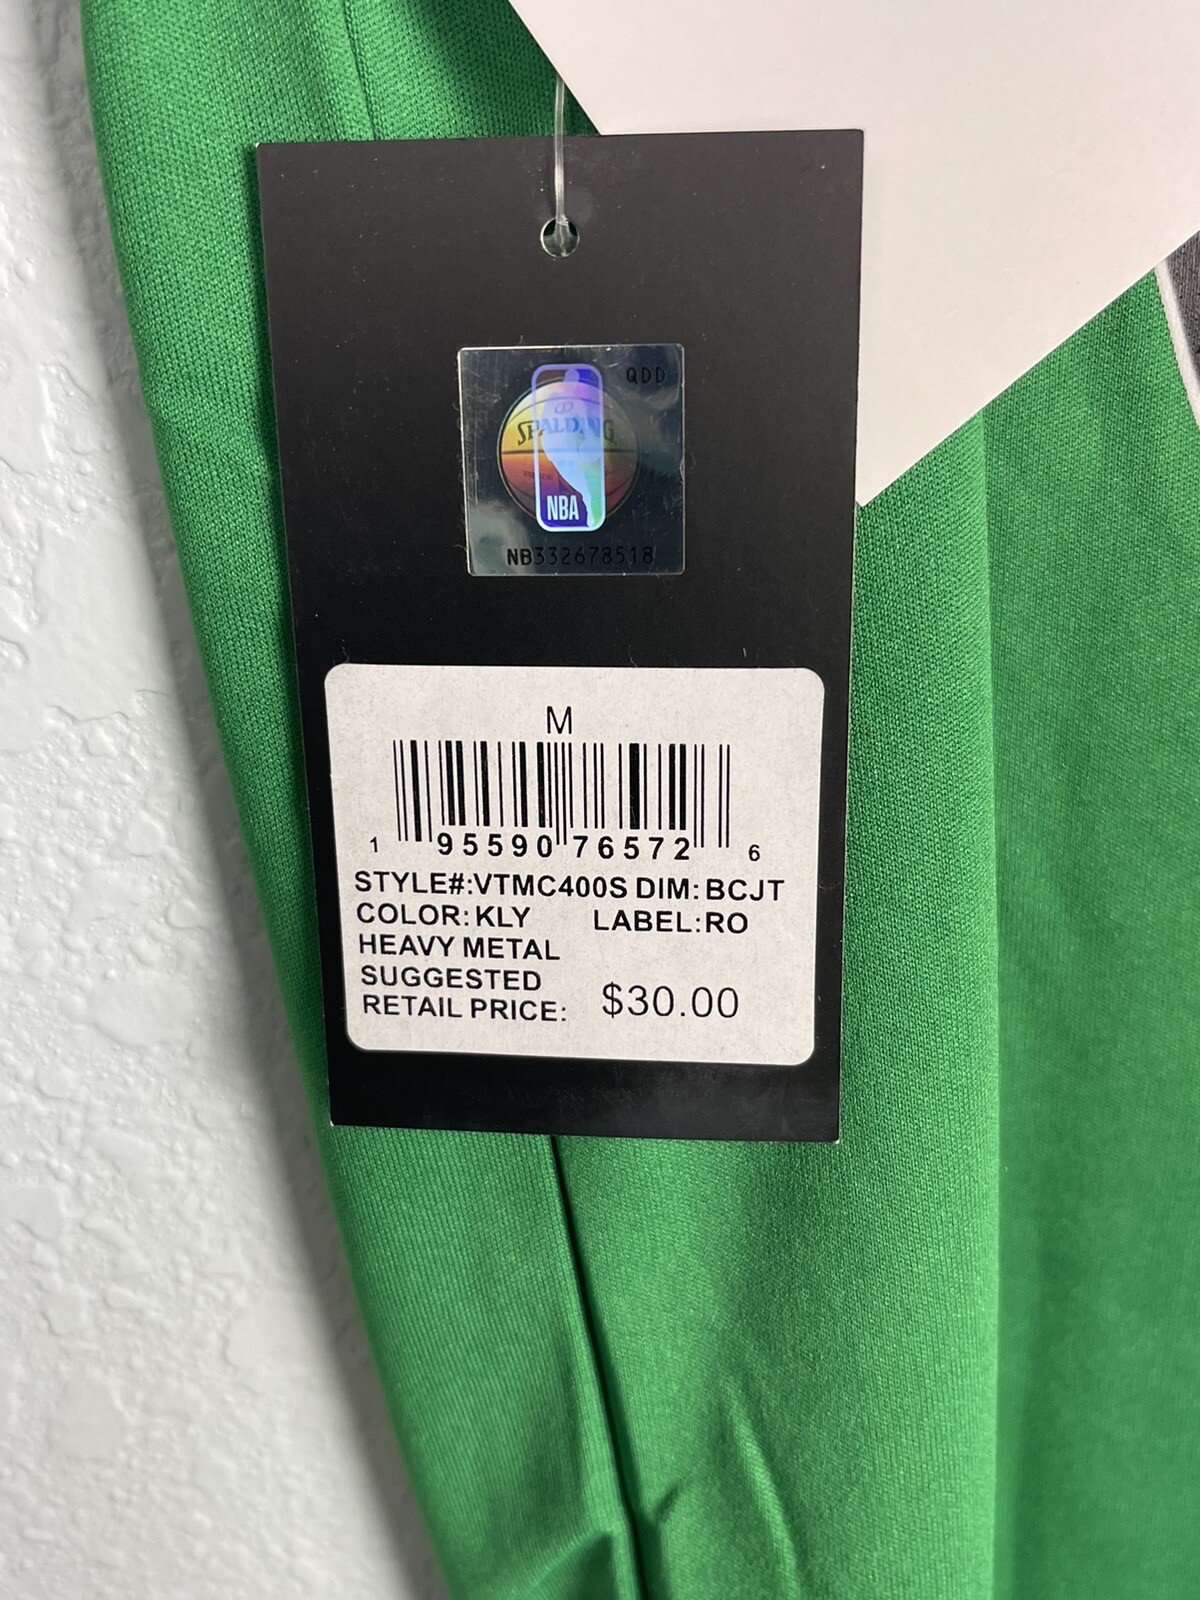 QDD
SPALDING
NBA
NB332678518
M
1 95590 76572 6
STYLE#:VTMC400S DIM: BCJT
COLOR: KLY LABEL:RO
HEAVY METAL
SUGGESTED
RETAIL PRICE: $30.00